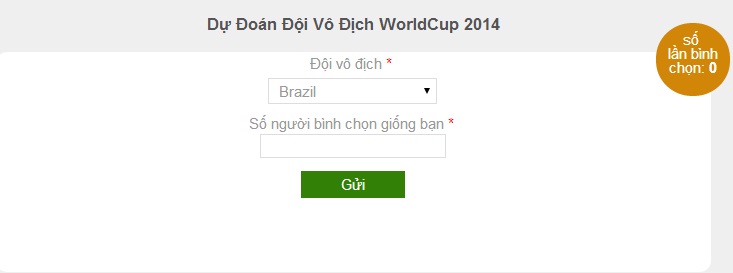 Dự Đoán Đội Vô Địch WorldCup 2014
số
lần bình
chọn: 0
Đội vô địch *
Brazil
Số người bình chọn giống bạn *
Gửi